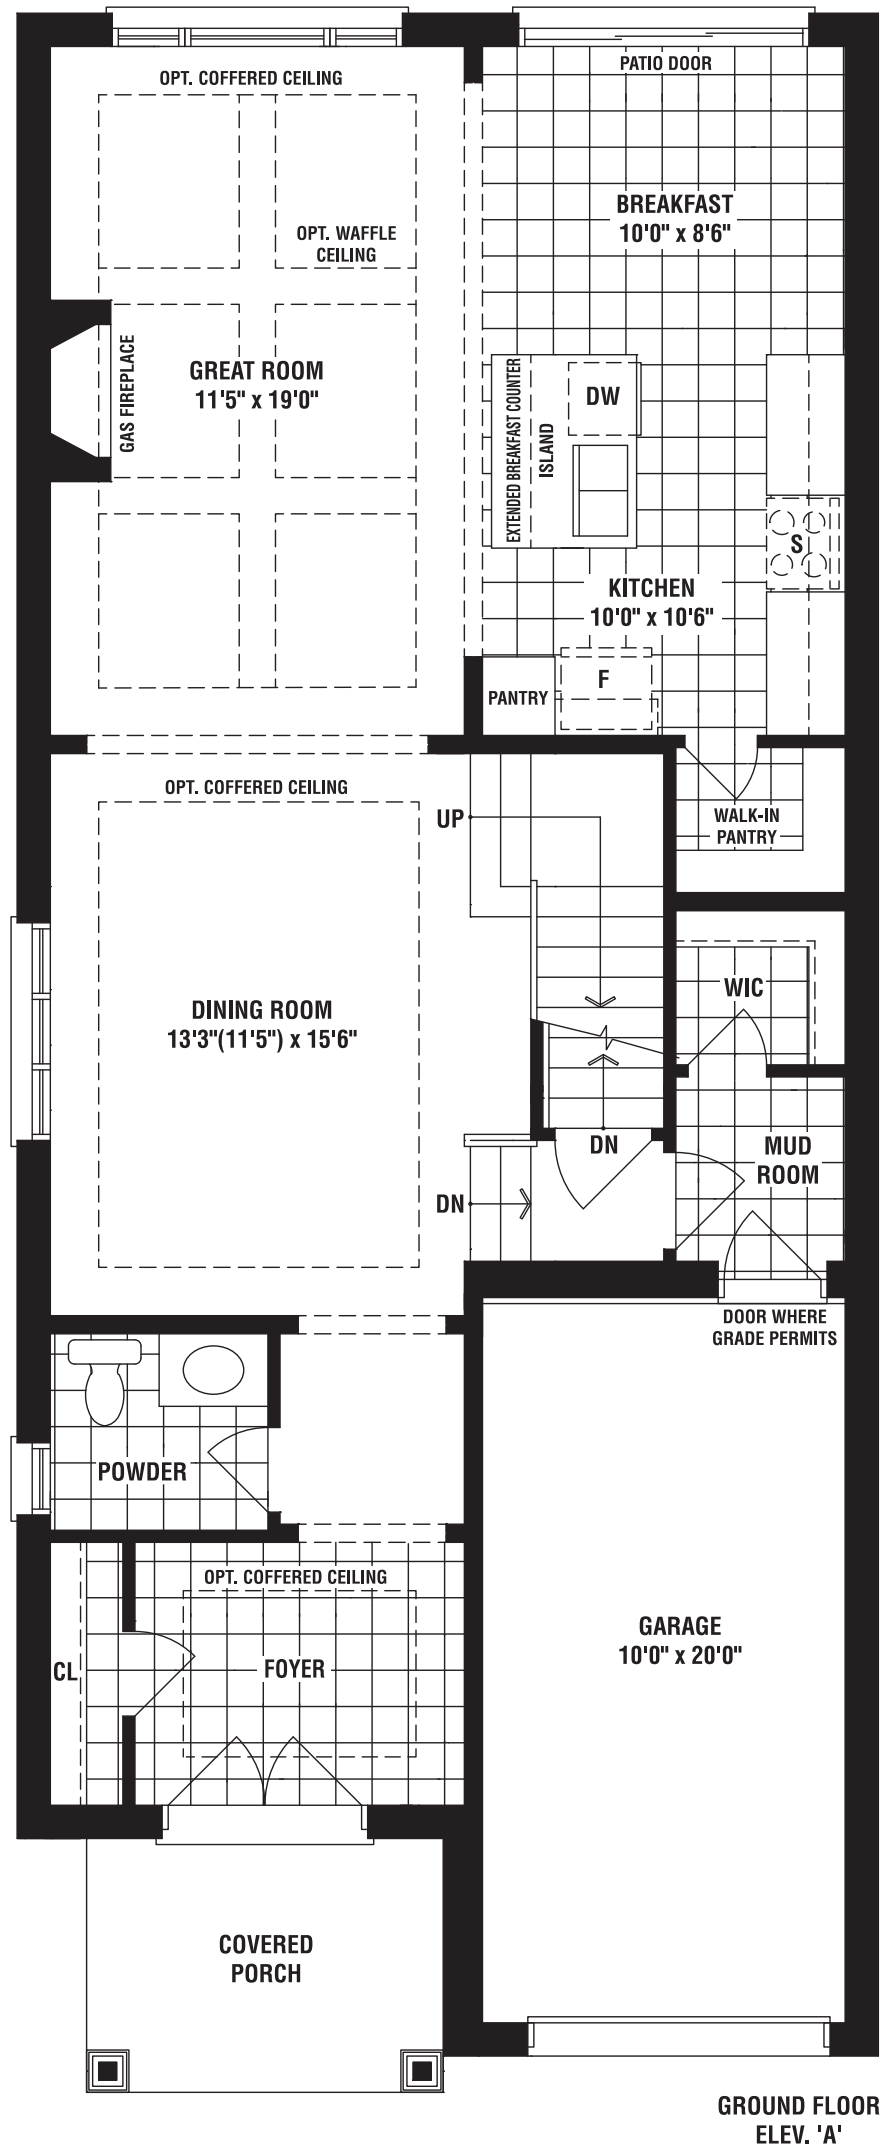 OPT. COFFERED CEILING
PATIO DOOR
BREAKFAST
10'0" x 8'6"
OPT. WAFFLE
CEILING
GAS FIREPLACE
GREAT ROOM
11'5" x 19'0"
EXTENDED BREAKFAST COUNTER
ISLAND
DW
S
KITCHEN
10'0" x 10'6"
PANTRY
F
OPT. COFFERED CEILING
UP
WALK-IN
PANTRY
WIC
DINING ROOM
13'3"(11'5") x 15'6"
DN
MUD
ROOM
DN
DOOR WHERE
GRADE PERMITS
POWDER
OPT. COFFERED CEILING
CL
FOYER
GARAGE
10'0" x 20'0"
COVERED
PORCH
GROUND FLOOR
ELEV. 'A'